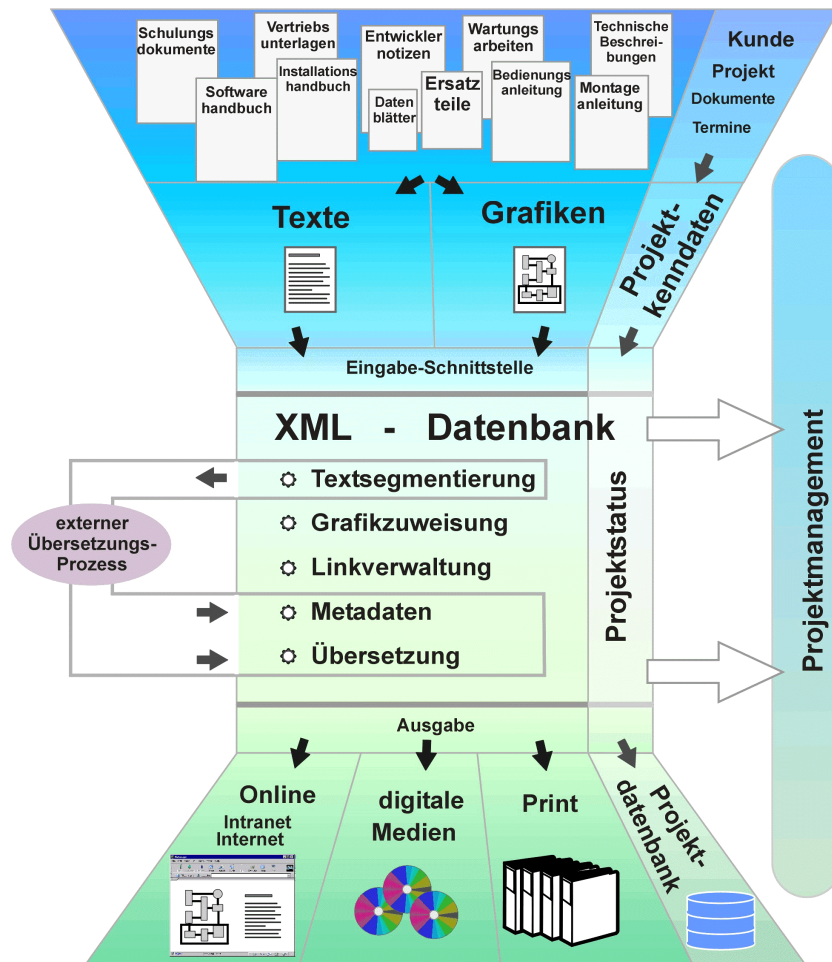 Schulungs
dokumente
Vertriebs
unterlagen
Entwickler
notizen
Wartungs
arbeiten
Technische
Beschrei-
bungen
Software
handbuch
Installations
handbuch
Daten
blätter
Ersatz
teile
Bedienungs
anleitung
Montage
anleitung
Kunde
Projekt
Dokumente
Termine
Texte
Grafiken
Projekt-
kenndaten
Eingabe-Schnittstelle
XML - Datenbank
Textsegmentierung
Grafikzuweisung
Linkverwaltung
Metadaten
Übersetzung
externer
Übersetzungs-
Prozess
Projektstatus
Projektmanagement
Ausgabe
Online
Intranet
Internet
digitale
Medien
Print
Projekt-
datenbank